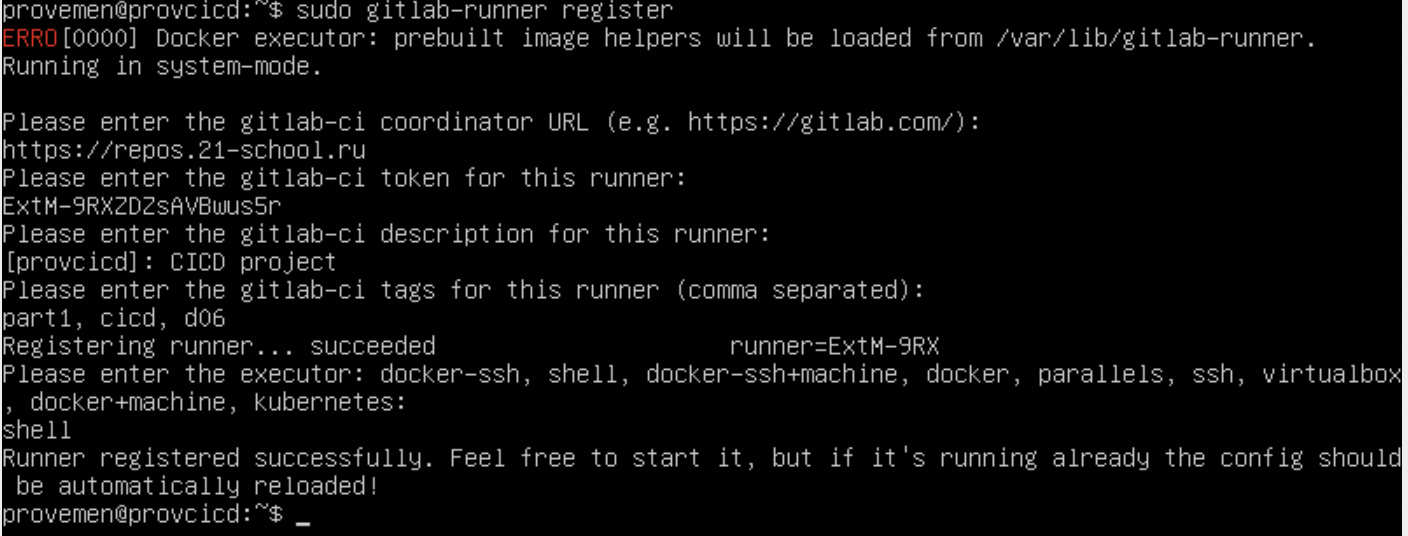 provemen@provcicd:~$ sudo gitlab-runner register
ERRO[0000] Docker executor: prebuilt image helpers will be loaded from /var/lib/gitlab-runner.
Running in system-mode.
Please enter the gitlab-ci coordinator URL (e.g. https://gitlab.com/):
https://repos.21-school.ru
Please enter the gitlab-ci token for this runner:
ExtM-9RXZDZsAVBwus5r
Please enter the gitlab-ci description for this runner:
[provcicd]: CICD project
Please enter the gitlab-ci tags for this runner (comma separated):
part1, cicd, d06
Registering runner... succeeded                     runner=ExtM-9RX
Please enter the executor: docker-ssh, shell, docker-ssh+machine, docker, parallels, ssh, virtualbox
, docker+machine, kubernetes:
shell
Runner registered successfully. Feel free to start it, but if it's running already the config should
 be automatically reloaded!
provemen@provcicd:~$ _